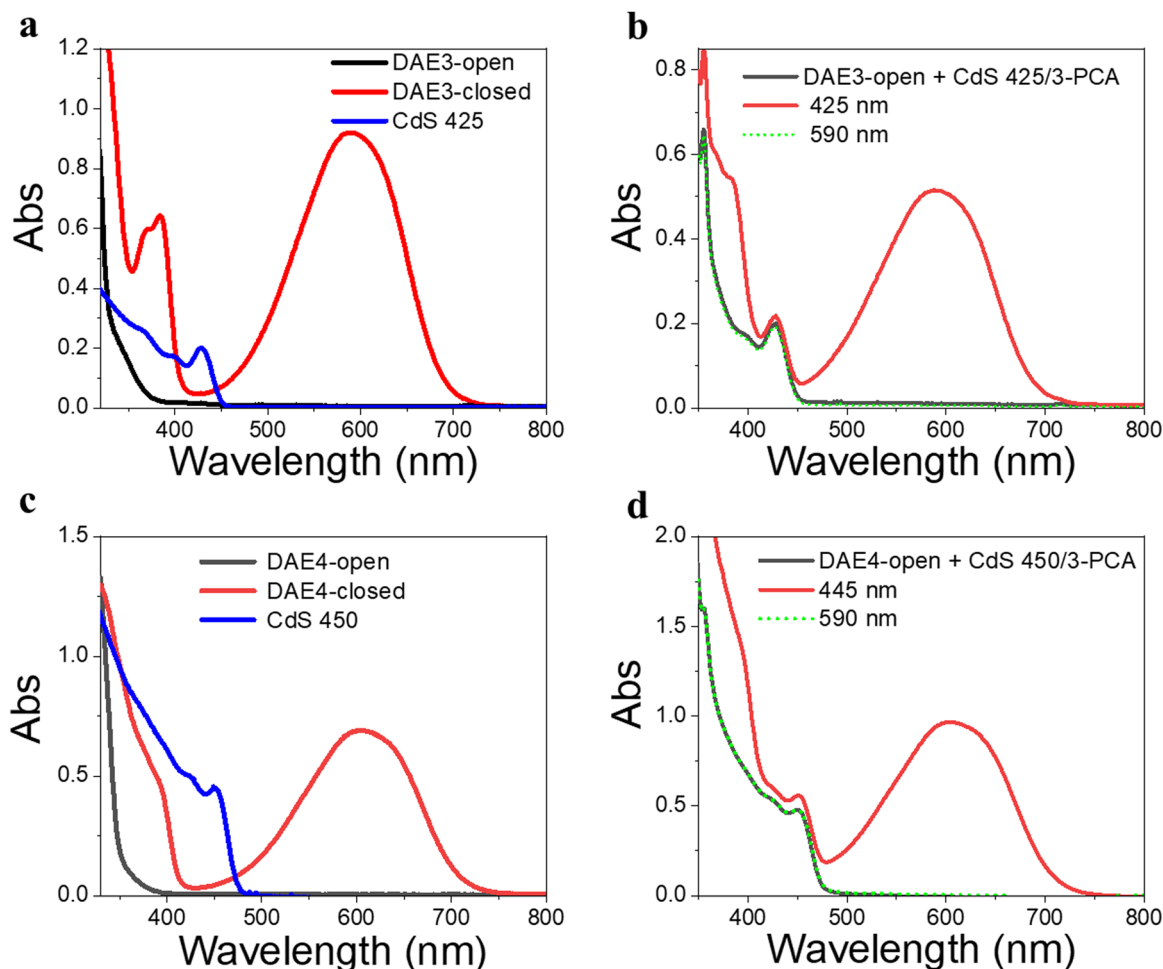 a
1.2
1.0
0.8
0.6
0.4
0.2
0.0
Abs
DAE3-open
DAE3-closed
CdS 425
400 500 600 700 800
Wavelength (nm)
b
0.8
0.6
0.4
0.2
0.0
Abs
DAE3-open + CdS 425/3-PCA
425 nm
590 nm
400 500 600 700 800
Wavelength (nm)
c
1.5
1.0
0.5
0.0
Abs
DAE4-open
DAE4-closed
CdS 450
400 500 600 700 800
Wavelength (nm)
d
2.0
1.5
1.0
0.5
0.0
Abs
DAE4-open + CdS 450/3-PCA
445 nm
590 nm
400 500 600 700 800
Wavelength (nm)